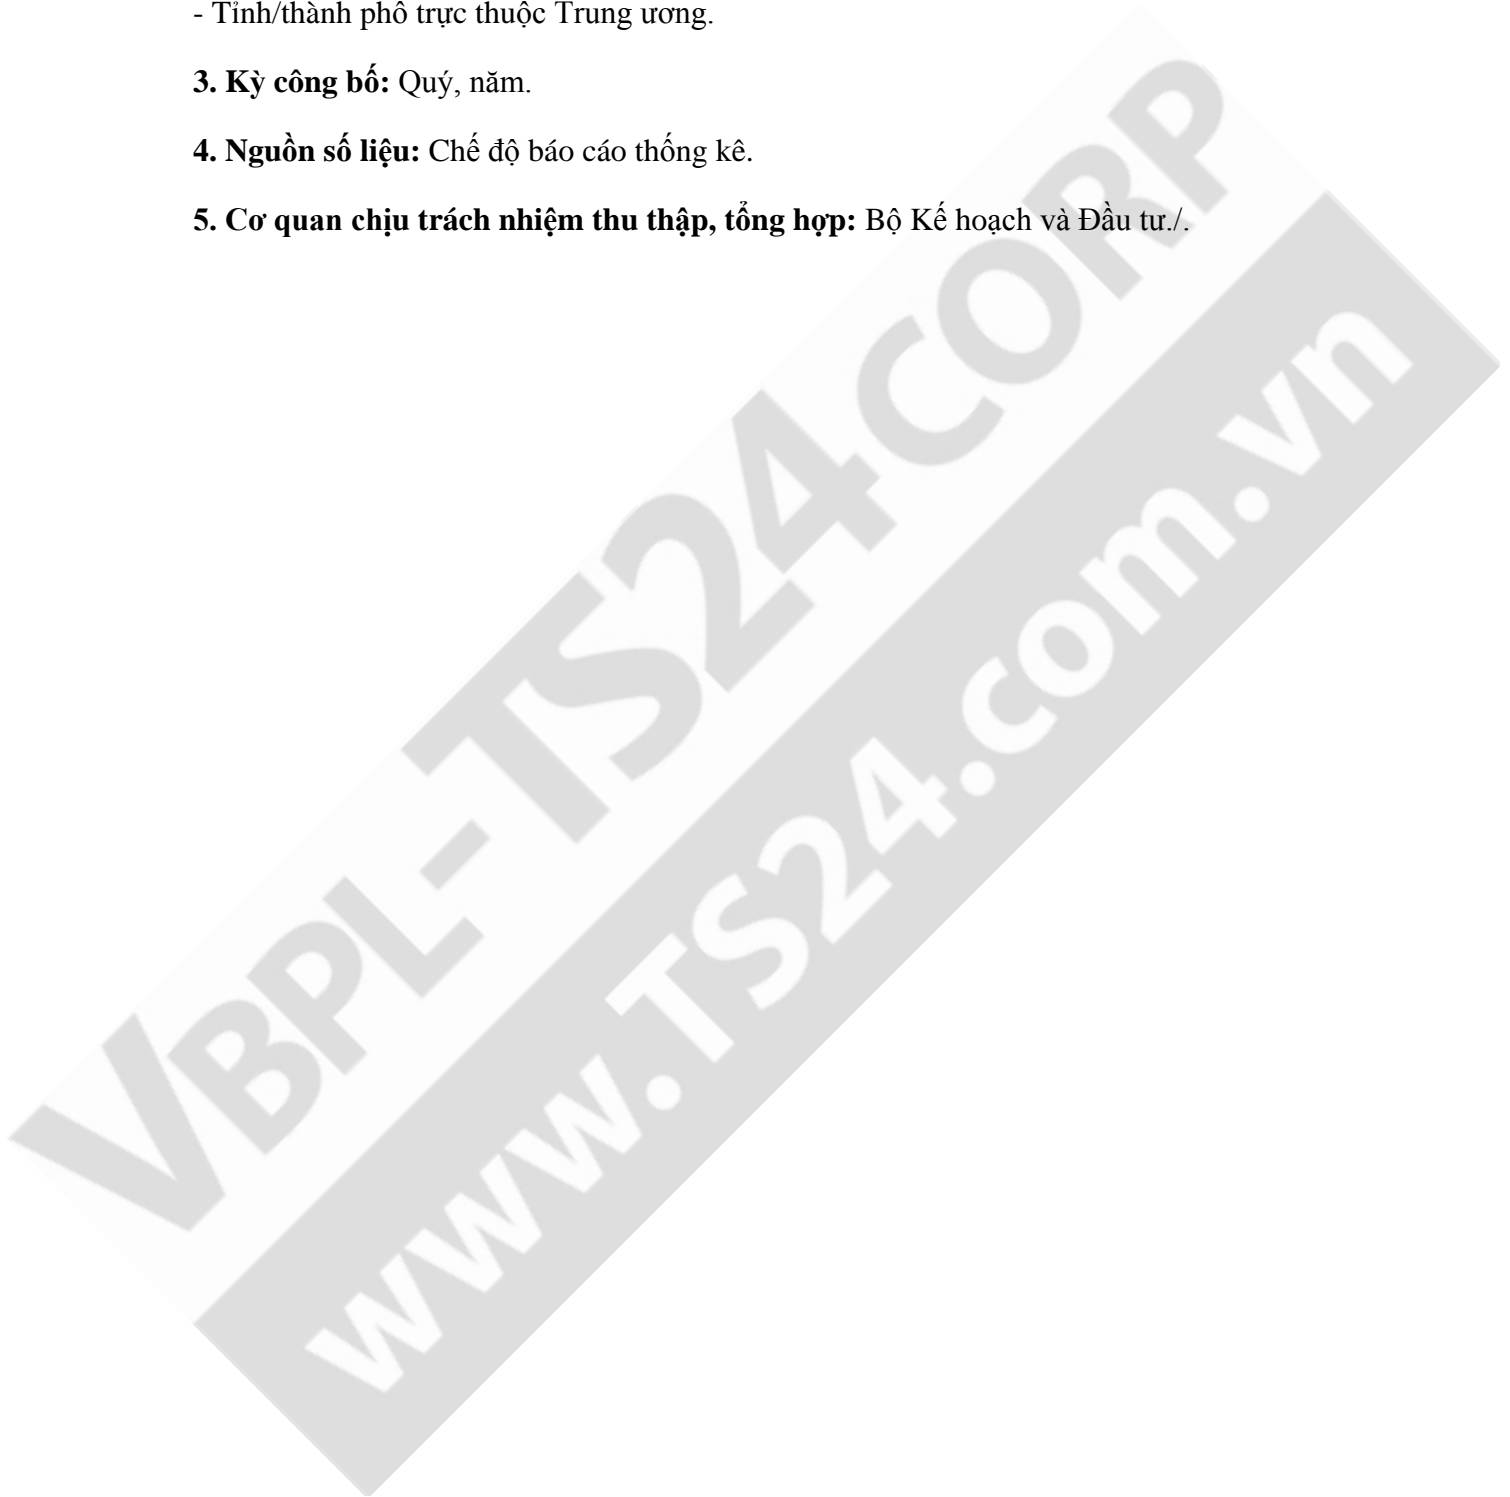 - Tỉnh/thành phố trực thuộc Trung ương.
3. Kỳ công bố: Quý, năm.
4. Nguồn số liệu: Chế độ báo cáo thống kê.
5. Cơ quan chịu trách nhiệm thu thập, tổng hợp: Bộ Kế hoạch và Đầu tư./.
VBPL-TS24CORP
www.TS24.com.vn